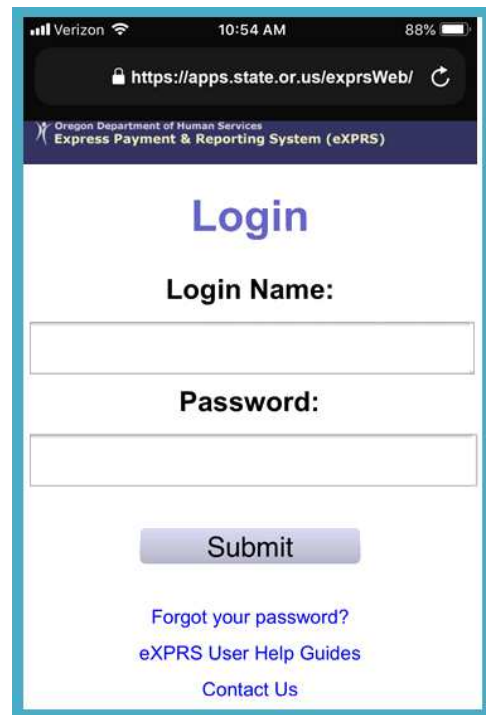 Verizon 10:54 AM 88%
https://apps.state.or.us/exprsWeb/
Oregon Department of Human Services
Express Payment & Reporting System (eXPRS)
Login
Login Name:
Password:
Submit
Forgot your password?
eXPRS User Help Guides
Contact Us